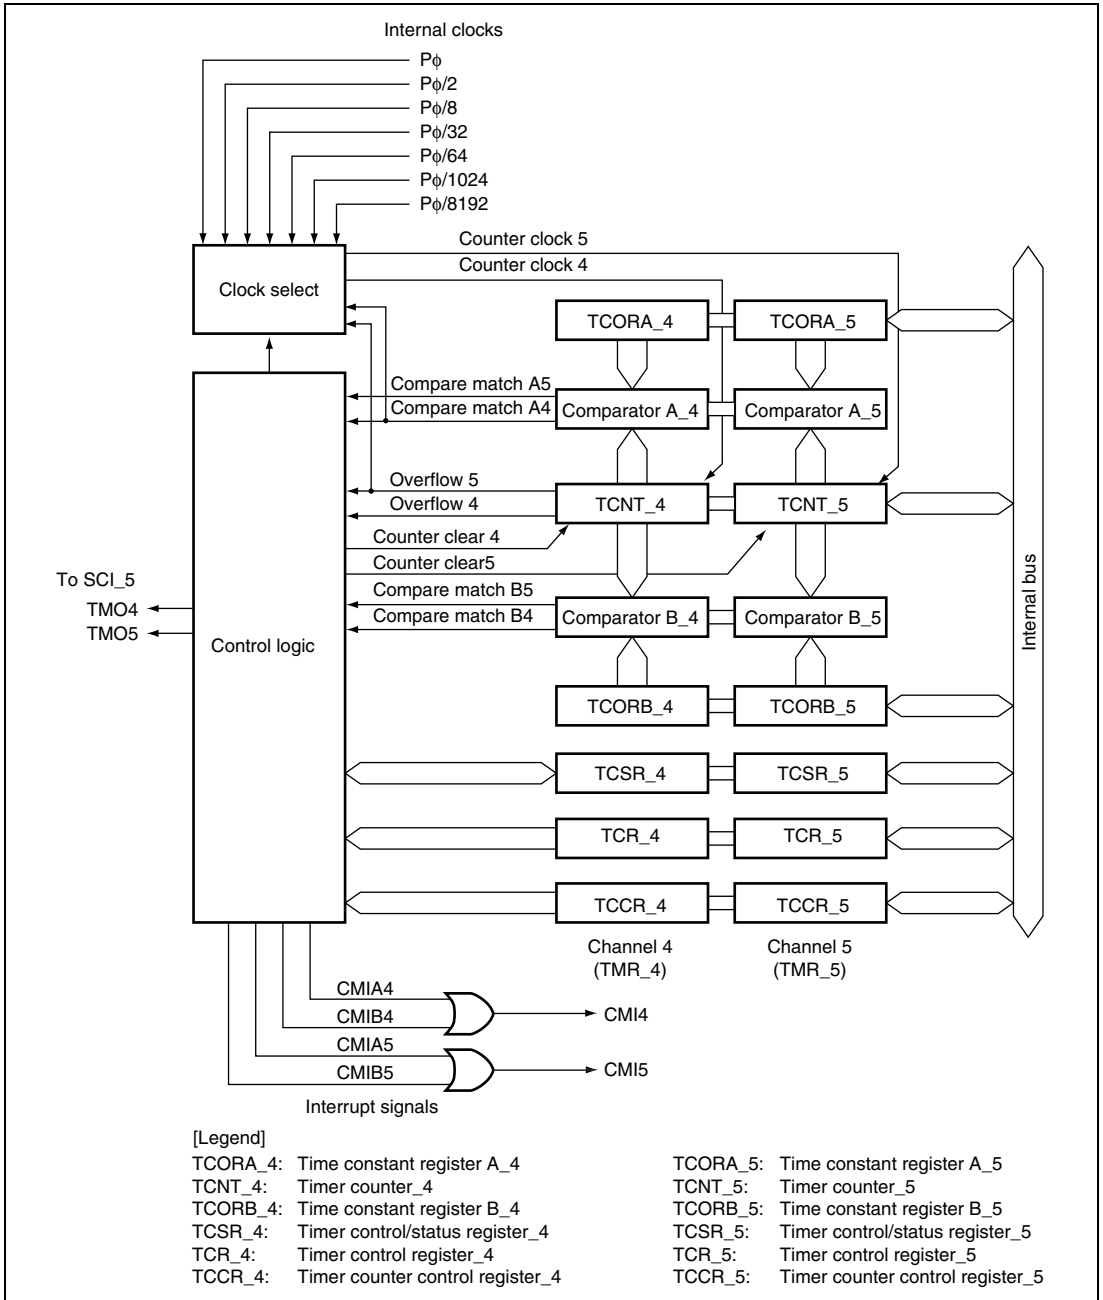 Internal clocks
Pφ
Pφ/2
Pφ/8
Pφ/32
Pφ/64
Pφ/1024
Pφ/8192
Counter clock 5
Counter clock 4
Clock select
TCORA_4
TCORA_5
Compare match A5
Compare match A4
Comparator A_4
Comparator A_5
Overflow 5
Overflow 4
TCNT_4
TCNT_5
Counter clear 4
Counter clear5
To SCI_5
TMO4
TMO5
Compare match B5
Compare match B4
Comparator B_4
Comparator B_5
Control logic
Internal bus
TCORB_4
TCORB_5
TCSR_4
TCSR_5
TCR_4
TCR_5
TCCR_4
TCCR_5
Channel 4
(TMR_4)
Channel 5
(TMR_5)
CMIA4
CMIB4
CMI4
CMIA5
CMIB5
CMI5
Interrupt signals
[Legend]
TCORA_4: Time constant register A_4
TCNT_4: Timer counter_4
TCORB_4: Time constant register B_4
TCSR_4: Timer control/status register_4
TCR_4: Timer control register_4
TCCR_4: Timer counter control register_4
TCORA_5: Time constant register A_5
TCNT_5: Timer counter_5
TCORB_5: Time constant register B_5
TCSR_5: Timer control/status register_5
TCR_5: Timer control register_5
TCCR_5: Timer counter control register_5